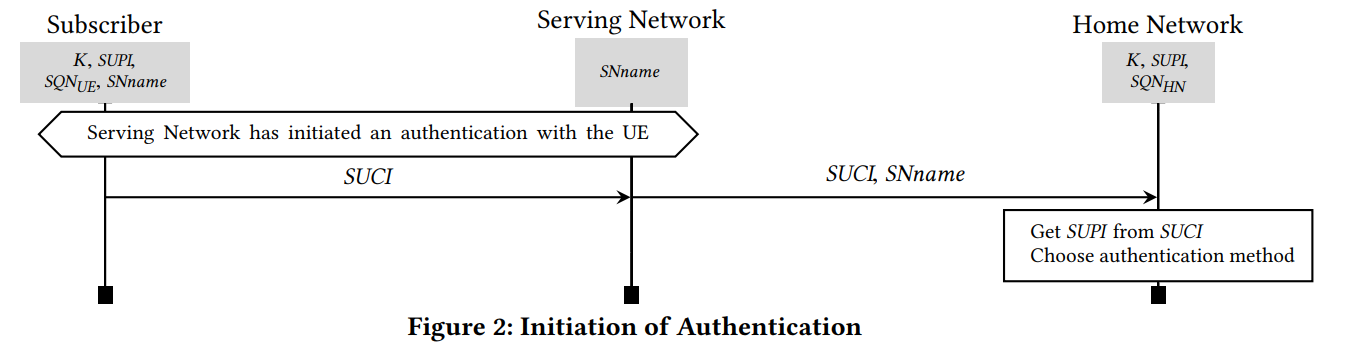 Subscriber
Serving Network
Home Network
K, SUPI,
SQN_UE, SNname
SNname
K, SUPI,
SQN_HN
Serving Network has initiated an authentication with the UE
SUCI
SUCI, SNname
Get SUPI from SUCI
Choose authentication method
Figure 2: Initiation of Authentication